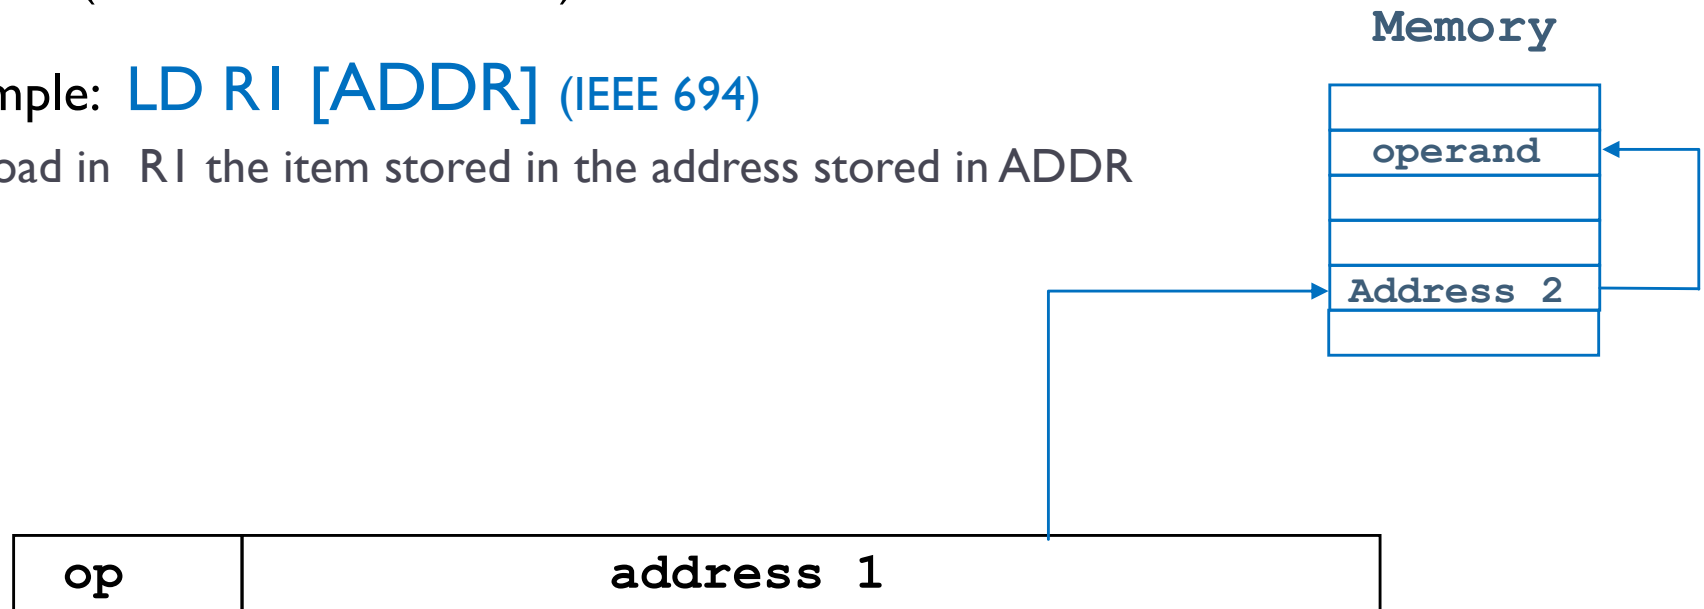 Memory
mple: LD R1 [ADDR] (IEEE 694)
oad in R1 the item stored in the address stored in ADDR
operand
Address 2
op address 1